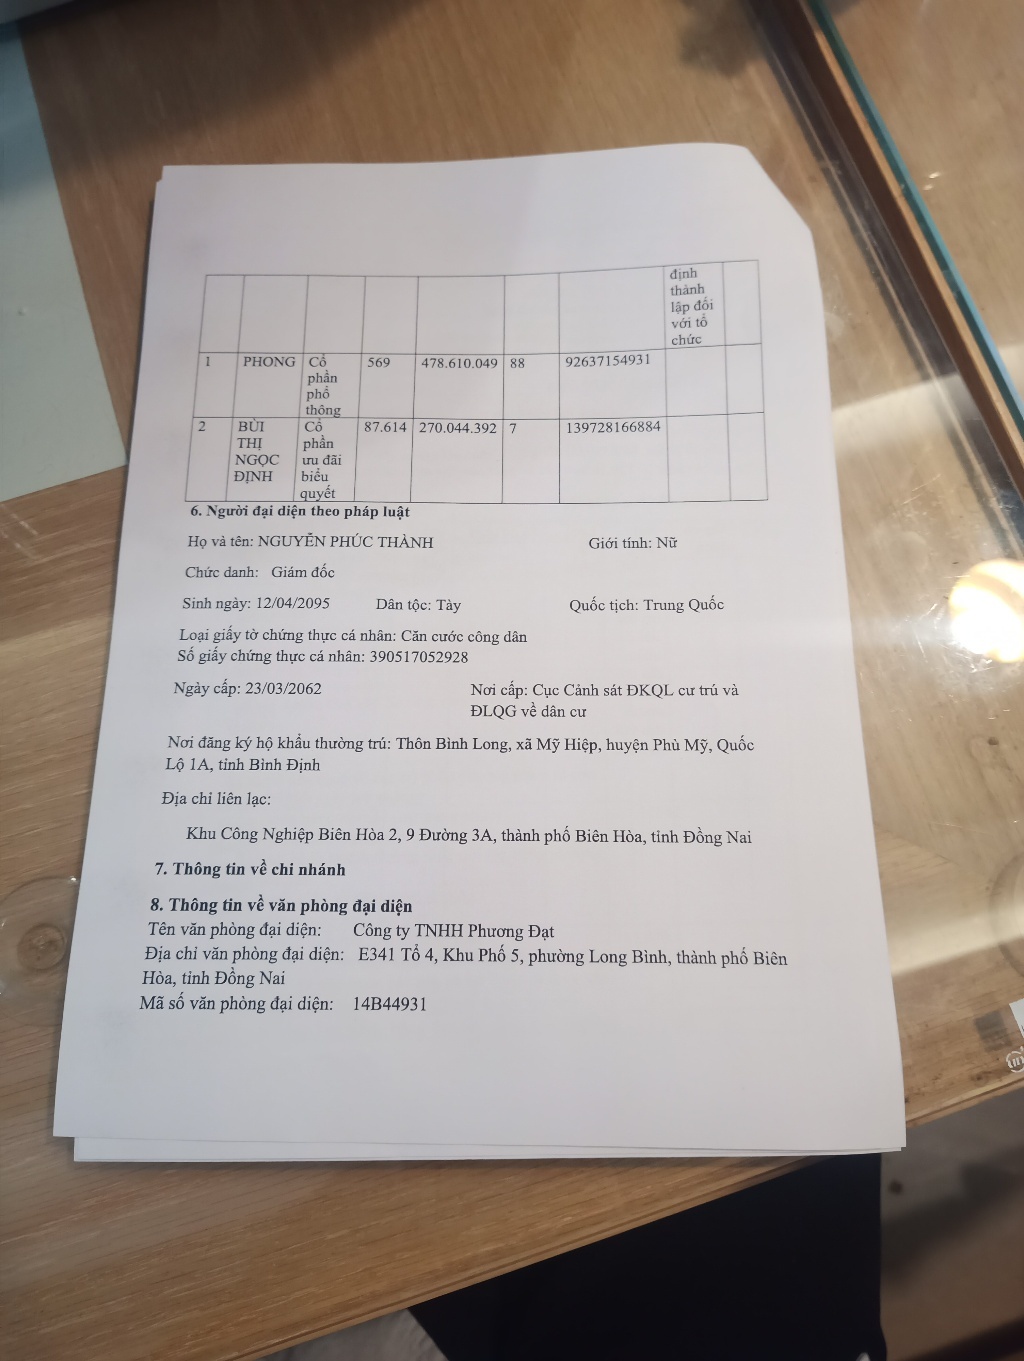 định
thành
lập đối
với tổ
chức
1 PHONG Cổ 569 478.610.049 88 92637154931
phần
phổ
thông
2 BÙI Cổ 87.614 270.044.392 7 139728166884
THỊ phần
NGỌC ưu đãi
ĐỊNH biểu
quyết
6. Người đại diện theo pháp luật
Họ và tên: NGUYỄN PHÚC THÀNH Giới tính: Nữ
Chức danh: Giám đốc
Sinh ngày: 12/04/2095 Dân tộc: Tày Quốc tịch: Trung Quốc
Loại giấy tờ chứng thực cá nhân: Căn cước công dân
Số giấy chứng thực cá nhân: 390517052928
Ngày cấp: 23/03/2062 Nơi cấp: Cục Cảnh sát ĐKQL cư trú và
ĐLQG về dân cư
Nơi đăng ký hộ khẩu thường trú: Thôn Bình Long, xã Mỹ Hiệp, huyện Phù Mỹ, Quốc
Lộ 1A, tỉnh Bình Định
Địa chỉ liên lạc:
Khu Công Nghiệp Biên Hòa 2, 9 Đường 3A, thành phố Biên Hòa, tỉnh Đồng Nai
7. Thông tin về chi nhánh
8. Thông tin về văn phòng đại diện
Tên văn phòng đại diện: Công ty TNHH Phương Đạt
Địa chỉ văn phòng đại diện: E341 Tổ 4, Khu Phố 5, phường Long Bình, thành phố Biên
Hòa, tỉnh Đồng Nai
Mã số văn phòng đại diện: 14B44931